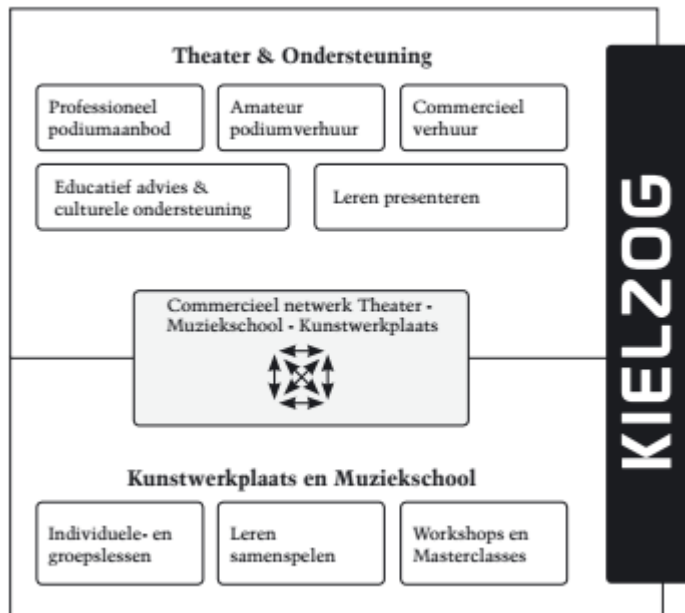 Theater & Ondersteuning
Professioneel
podiumaanbod
Amateur
podiumverhuur
Commercieel
verhuur
Educatief advies &
culturele ondersteuning
Leren presenteren
Commercieel netwerk Theater -
Muziekschool - Kunstwerkplaats
Kunstwerkplaats en Muziekschool
Individuele- en
groepslessen
Leren
samenspelen
Workshops en
Masterclasses
KIELZOG